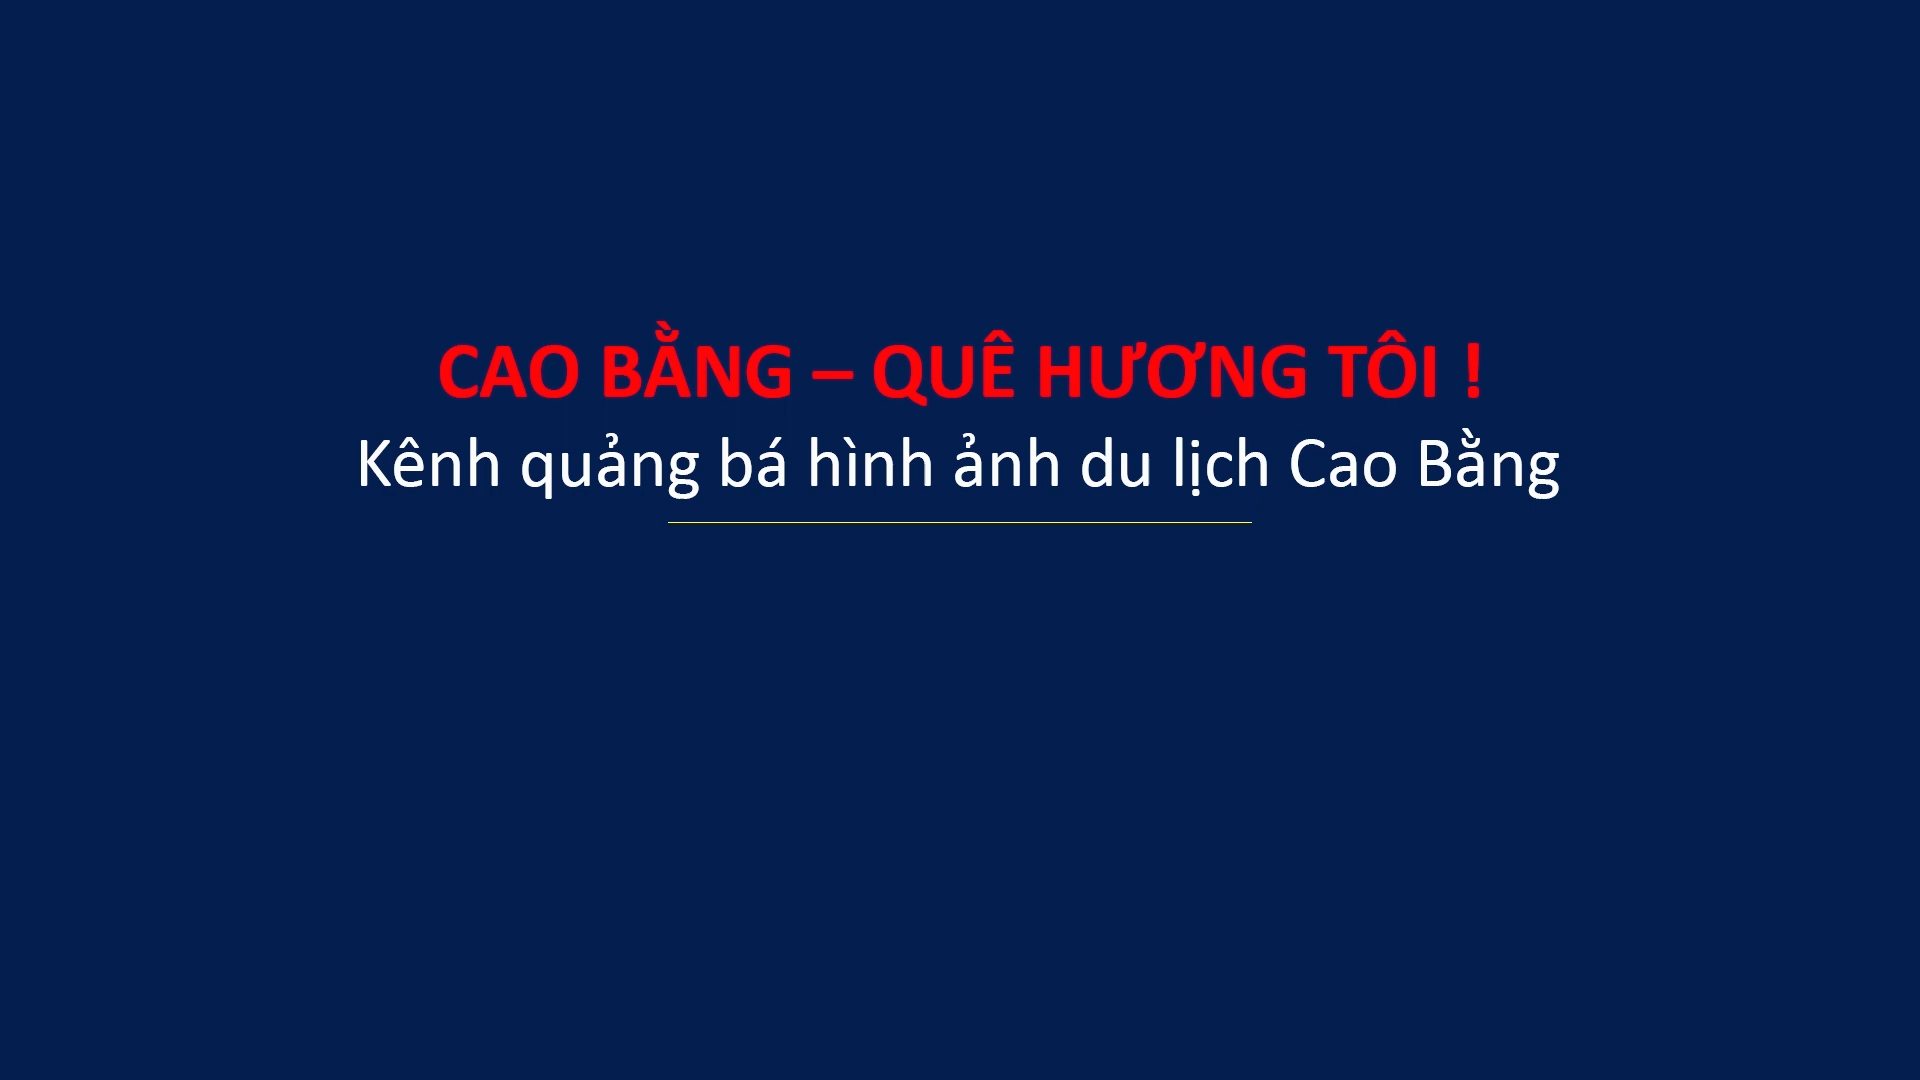 CAO BẰNG – QUÊ HƯƠNG TÔI !
Kênh quảng bá hình ảnh du lịch Cao Bằng